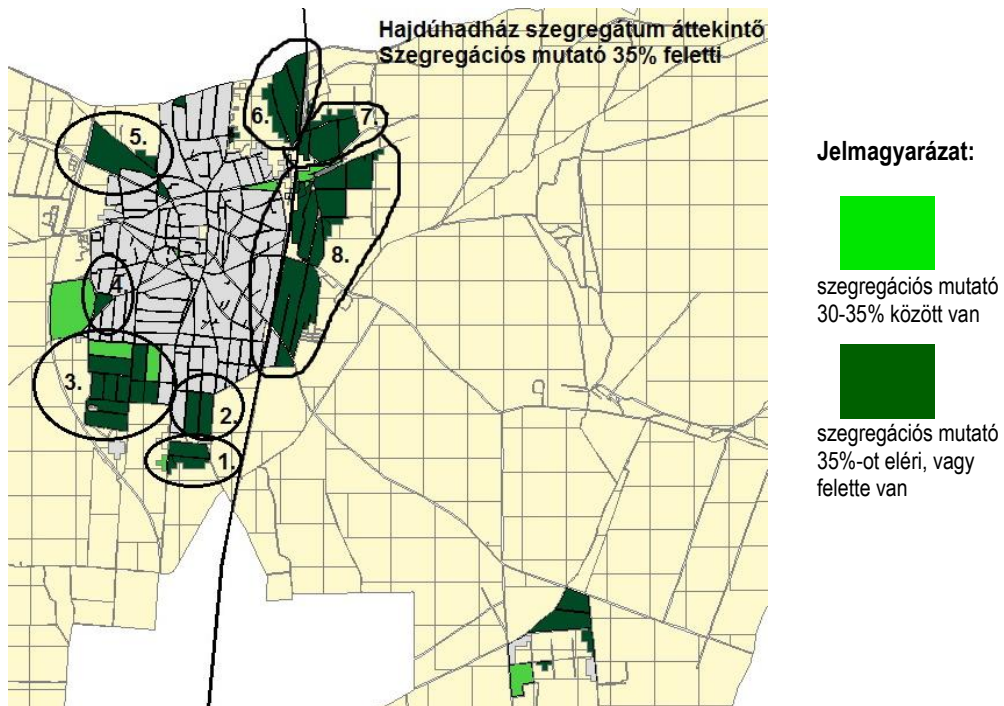 Hajdúhadház szegregátum áttekintő
Szegregációs mutató 35% feletti
6.
7.
5.
8.
4.
3.
2.
1.
Jelmagyarázat:
szegregációs mutató
30-35% között van
szegregációs mutató
35%-ot eléri, vagy
felette van